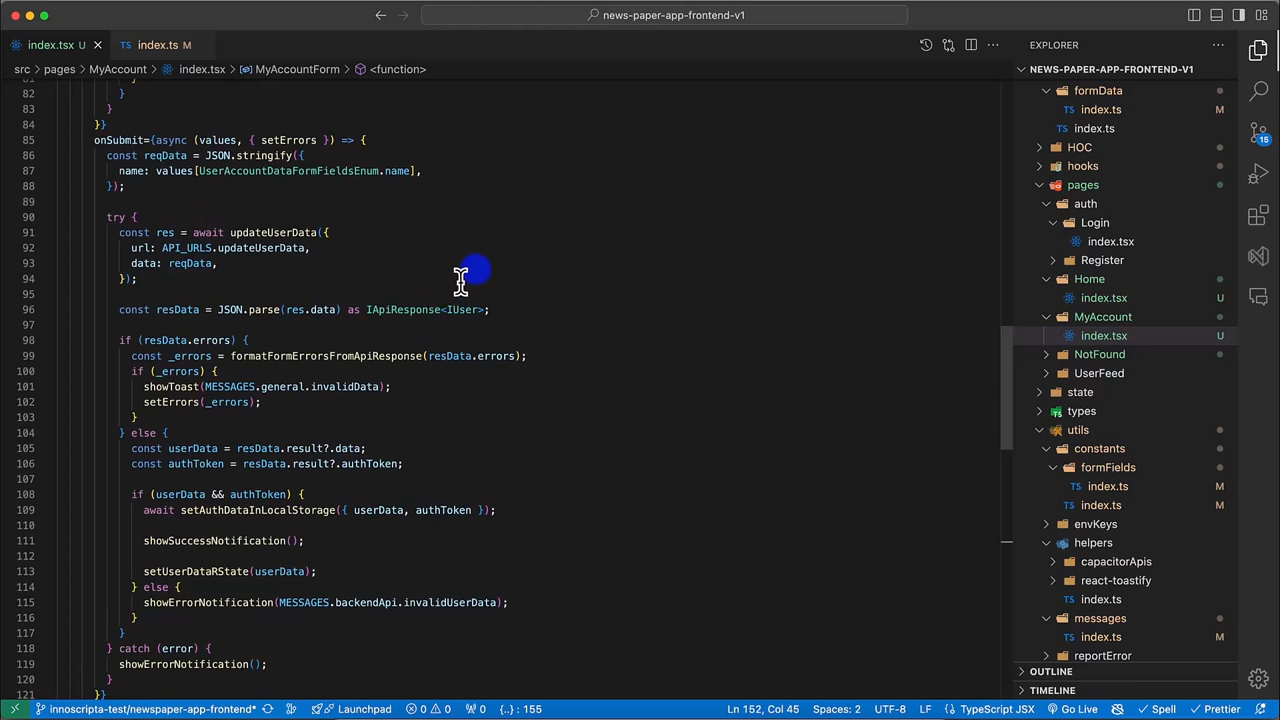 news-paper-app-frontend-v1
index.tsx U
TS index.ts M
EXPLORER
src > pages > MyAccount > index.tsx > MyAccountForm > <function>
NEWS-PAPER-APP-FRONTEND-V1
82 }
83 }
84 }}
85 onSubmit={async (values, { setErrors }) => {
86 const reqData = JSON.stringify({
87 name: values[UserAccountDataFormFieldsEnum.name],
88 });
89
90 try {
91 const res = await updateUserData({
92 url: API_URLS.updateUserData,
93 data: reqData,
94 });
95
96 const resData = JSON.parse(res.data) as IApiResponse<IUser>;
97
98 if (resData.errors) {
99 const _errors = formatFormErrorsFromApiResponse(resData.errors);
100 if (_errors) {
101 showToast(MESSAGES.general.invalidData);
102 setErrors(_errors);
103 }
104 } else {
105 const userData = resData.result?.data;
106 const authToken = resData.result?.authToken;
107
108 if (userData && authToken) {
109 await setAuthDataInLocalStorage({ userData, authToken });
110
111 showSuccessNotification();
112
113 setUserDataRState(userData);
114 } else {
115 showErrorNotification(MESSAGES.backendApi.invalidUserData);
116 }
117 }
118 } catch (error) {
119 showErrorNotification();
120 }
121 }}
formData
TS index.ts M
TS index.ts
HOC
hooks
pages
auth
Login
index.tsx
Register
Home
index.tsx U
MyAccount
index.tsx U
NotFound
UserFeed
state
types
utils
constants
formFields
TS index.ts M
TS index.ts M
envKeys
helpers
capacitorApis
react-toastify
TS index.ts
messages
TS index.ts M
reportError
OUTLINE
TIMELINE
15
innoscripta-test/newspaper-app-frontend* Launchpad 0 0 0 {..} : 155 Ln 152, Col 45 Spaces: 2 UTF-8 LF TypeScript JSX Go Live Spell Prettier